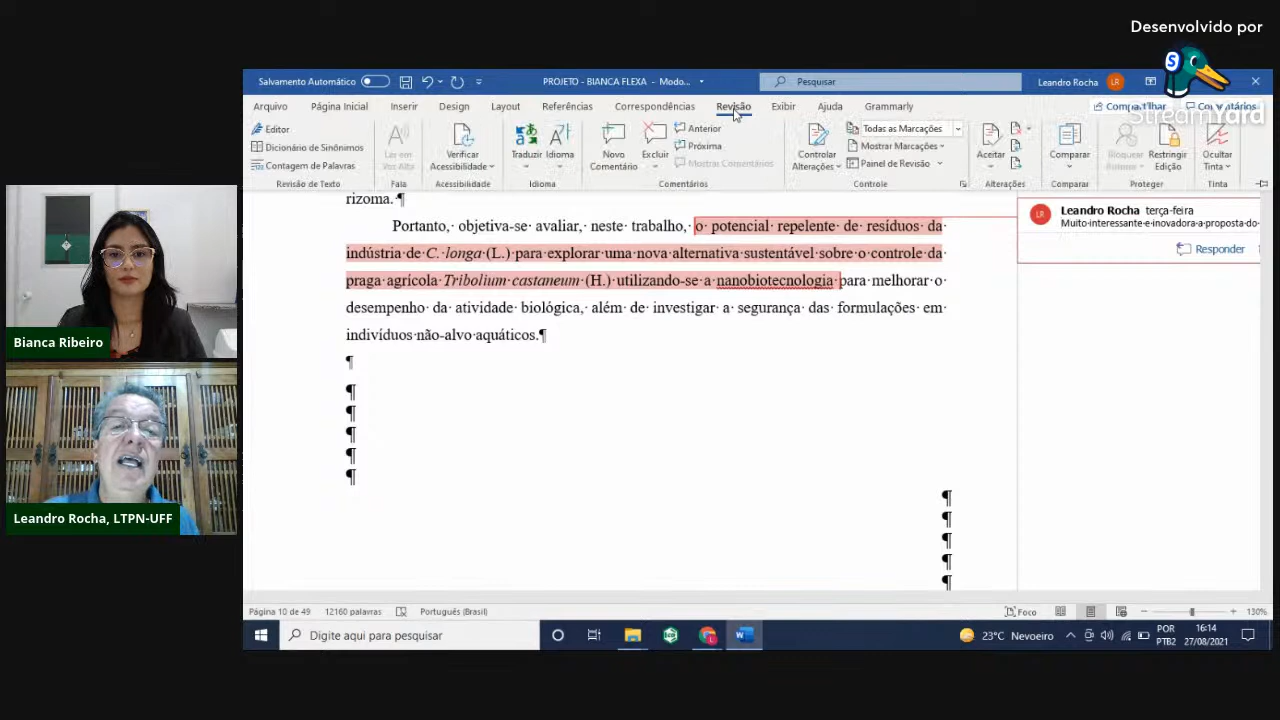 Desenvolvido por
StreamYard
Salvamento Automático
PROJETO - BIANCA FLEXA - Modo...
Pesquisar
Leandro Rocha
LR
Arquivo
Página Inicial
Inserir
Design
Layout
Referências
Correspondências
Revisão
Exibir
Ajuda
Grammarly
Compartilhar
Comentários
Editor
Dicionário de Sinônimos
Contagem de Palavras
Revisão de Texto
Ler em Voz Alta
Fala
Verificar Acessibilidade
Acessibilidade
Traduzir
Idioma
Idioma
Novo Comentário
Excluir
Anterior
Próxima
Mostrar Comentários
Comentários
Controlar Alterações
Todas as Marcações
Mostrar Marcações
Painel de Revisão
Controle
Aceitar
Alterações
Comparar
Comparar
Bloquear
Restringir Edição
Proteger
Ocultar Tinta
Tinta
rizoma.¶
Portanto, objetiva-se avaliar, neste trabalho, o potencial repelente de resíduos da
indústria de C. longa (L.) para explorar uma nova alternativa sustentável sobre o controle da
praga agrícola Tribolium castaneum (H.) utilizando-se a nanobiotecnologia para melhorar o
desempenho da atividade biológica, além de investigar a segurança das formulações em
indivíduos não-alvo aquáticos.¶
¶
¶
¶
¶
¶
¶
¶
¶
¶
¶
¶
LR
Leandro Rocha terça-feira
Muito interessante e inovadora a proposta do
Responder
Bianca Ribeiro
Leandro Rocha, LTPN-UFF
Página 10 de 49
12160 palavras
Português (Brasil)
Foco
130%
Digite aqui para pesquisar
23°C Nevoeiro
POR
PTB2
16:14
27/08/2021